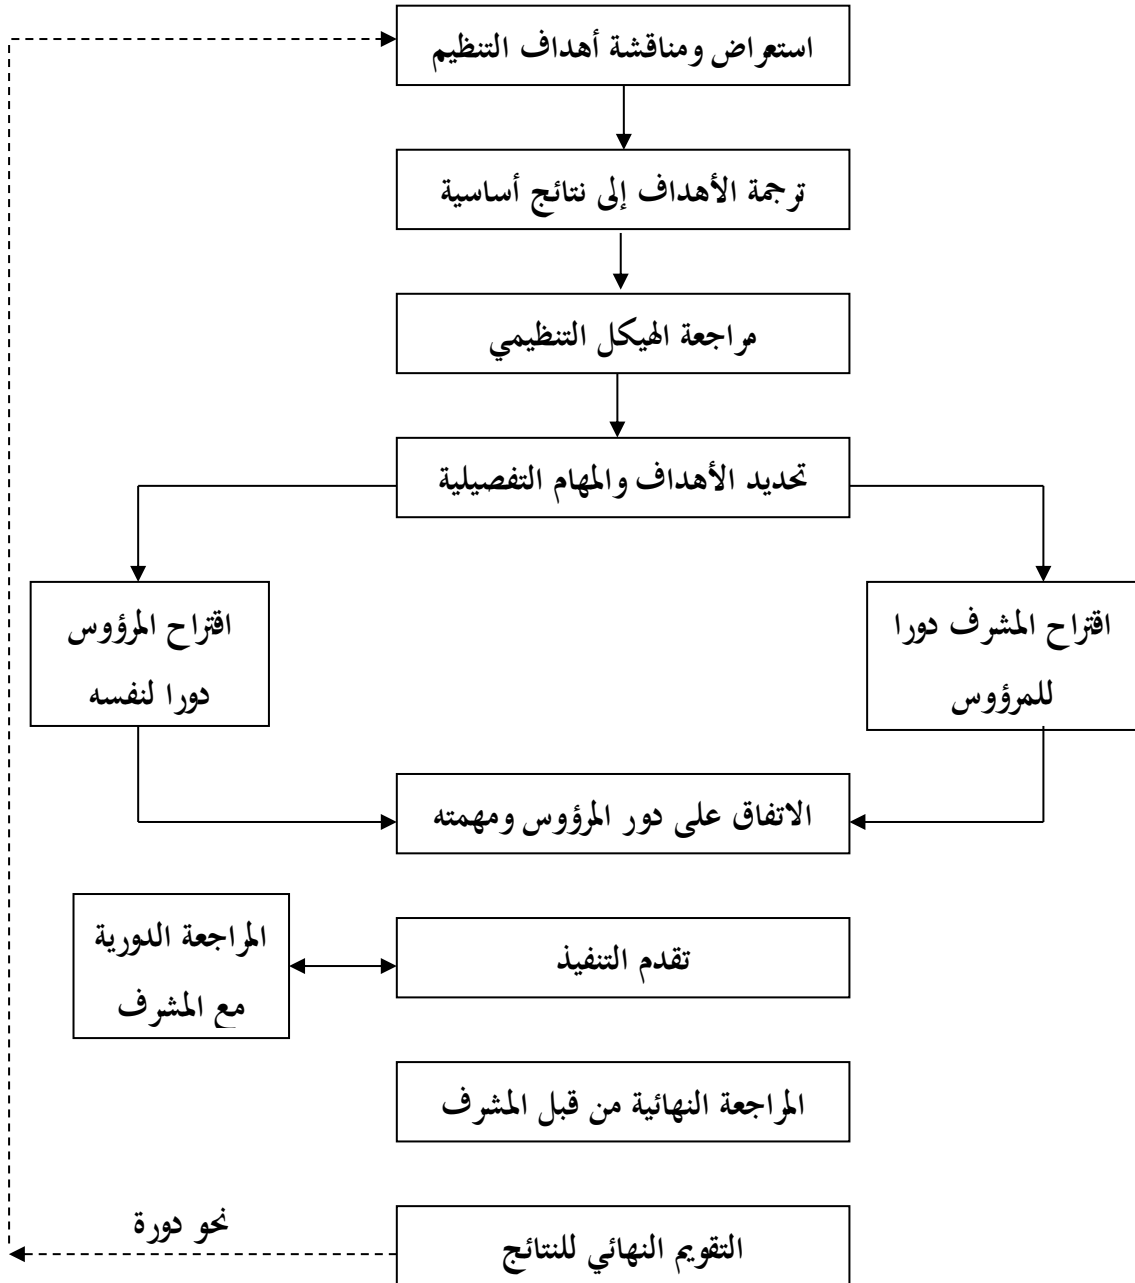 استعراض ومناقشة أهداف التنظيم
ترجمة الأهداف إلى نتائج أساسية
مراجعة الهيكل التنظيمي
تحديد الأهداف والمهام التفصيلية
اقتراح المشرف دورا
للمرؤوس
اقتراح المرؤوس
دورا لنفسه
الاتفاق على دور المرؤوس ومهمته
تقدم التنفيذ
المراجعة الدورية
مع المشرف
المراجعة النهائية من قبل المشرف
التقويم النهائي للنتائج
نحو دورة